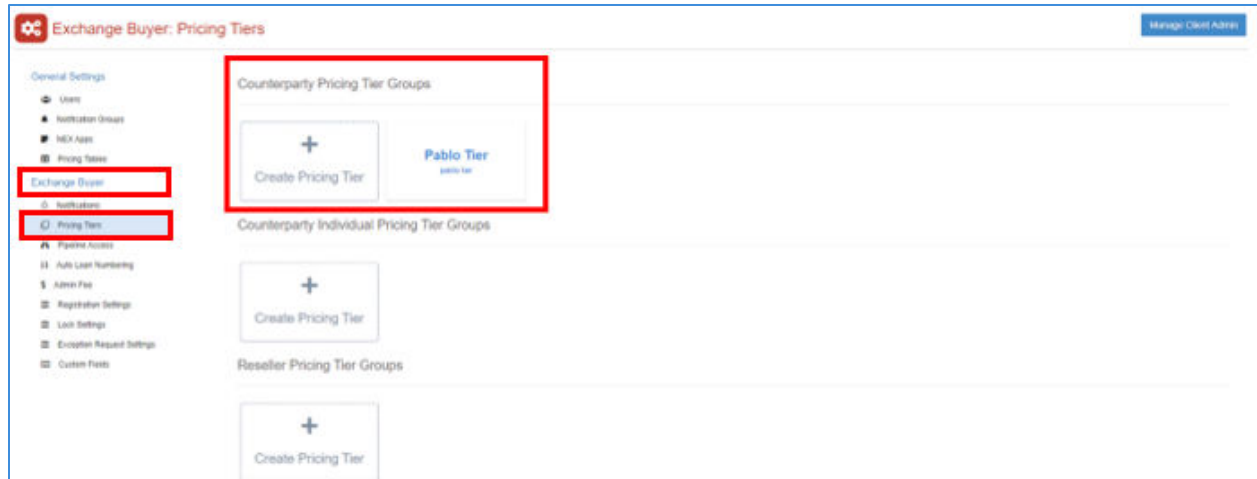 Exchange Buyer: Pricing Tiers
Manage Client Admin
General Settings
Users
Notification Groups
NEX Apps
Pricing Tables
Exchange Buyer
Notifications
Pricing Tiers
Pipeline Access
Auto Loan Numbering
$ Admin Fee
Registration Settings
Lock Settings
Exception Request Settings
Custom Fields
Counterparty Pricing Tier Groups
+
Create Pricing Tier
Pablo Tier
pablo tier
Counterparty Individual Pricing Tier Groups
+
Create Pricing Tier
Reseller Pricing Tier Groups
+
Create Pricing Tier